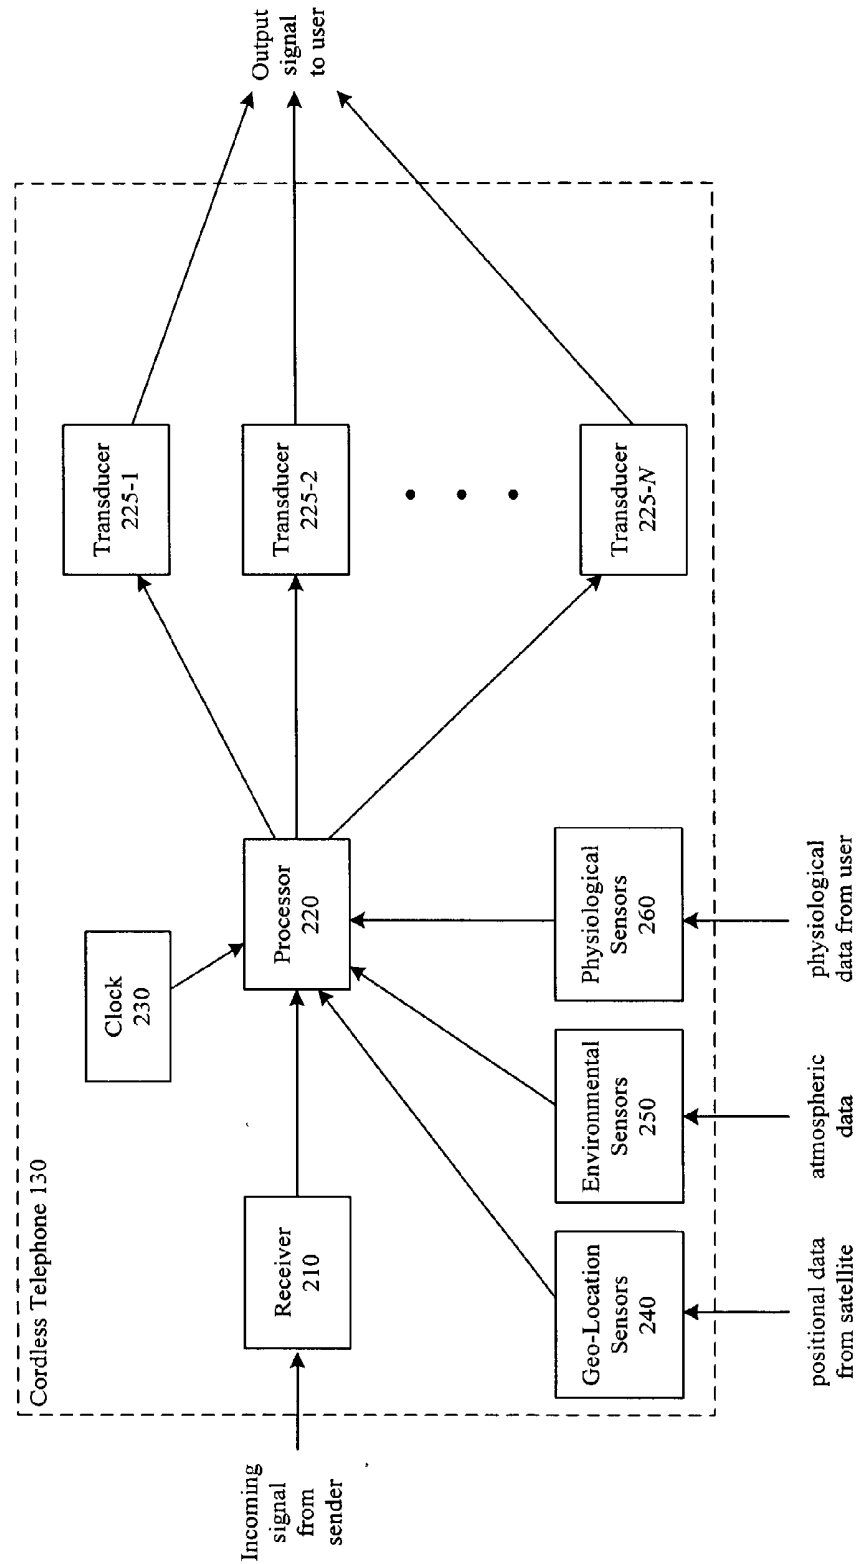 Cordless Telephone 130
Incoming
signal
from
sender
Receiver
210
Clock
230
Processor
220
Transducer
225-1
Transducer
225-2
Transducer
225-N
Output
signal
to user
Geo-Location
Sensors
240
Environmental
Sensors
250
Physiological
Sensors
260
positional data
from satellite
atmospheric
data
physiological
data from user